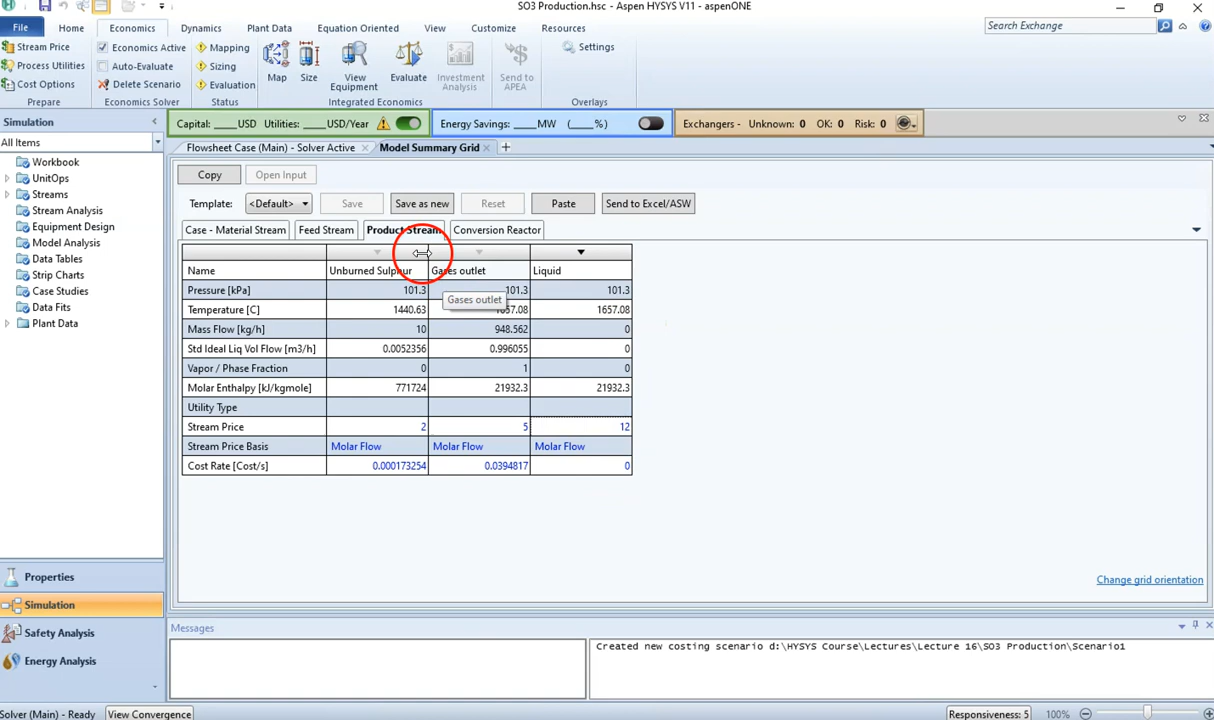 SO3 Production.hsc - Aspen HYSYS V11 - aspenONE
File Home Economics Dynamics Plant Data Equation Oriented View Customize Resources Search Exchange
Stream Price Economics Active Mapping Settings
Process Utilities Auto-Evaluate Sizing Map Size View Equipment Evaluate Investment Analysis Send to APEA
Cost Options Delete Scenario Evaluation
Prepare Economics Solver Status Integrated Economics Overlays
Simulation
Capital: ____USD Utilities: ____USD/Year Energy Savings: ____MW (____%) Exchangers - Unknown: 0 OK: 0 Risk: 0
All Items
Flowsheet Case (Main) - Solver Active Model Summary Grid
Workbook
UnitOps
Streams
Stream Analysis
Equipment Design
Model Analysis
Data Tables
Strip Charts
Case Studies
Data Fits
Plant Data
Copy Open Input
Template: <Default> Save Save as new Reset Paste Send to Excel/ASW
Case - Material Stream Feed Stream Product Stream Conversion Reactor
Name Unburned Sulphur Gases outlet Liquid
Pressure [kPa] 101.3 101.3 101.3
Gases outlet
Temperature [C] 1440.63 1657.08 1657.08
Mass Flow [kg/h] 10 948.562 0
Std Ideal Liq Vol Flow [m3/h] 0.0052356 0.996055 0
Vapor / Phase Fraction 0 1
Molar Enthalpy [kJ/kgmole] 771724 21932.3 21932.3
Utility Type
Stream Price 2 5 12
Stream Price Basis Molar Flow Molar Flow Molar Flow
Cost Rate [Cost/s] 0.000173254 0.0394817 0
Change grid orientation
Properties
Simulation
Safety Analysis
Energy Analysis
Messages
Created new costing scenario d:\HYSYS Course\Lectures\Lecture 16\SO3 Production\Scenario1
Solver (Main) - Ready View Convergence Responsiveness: 5 100%